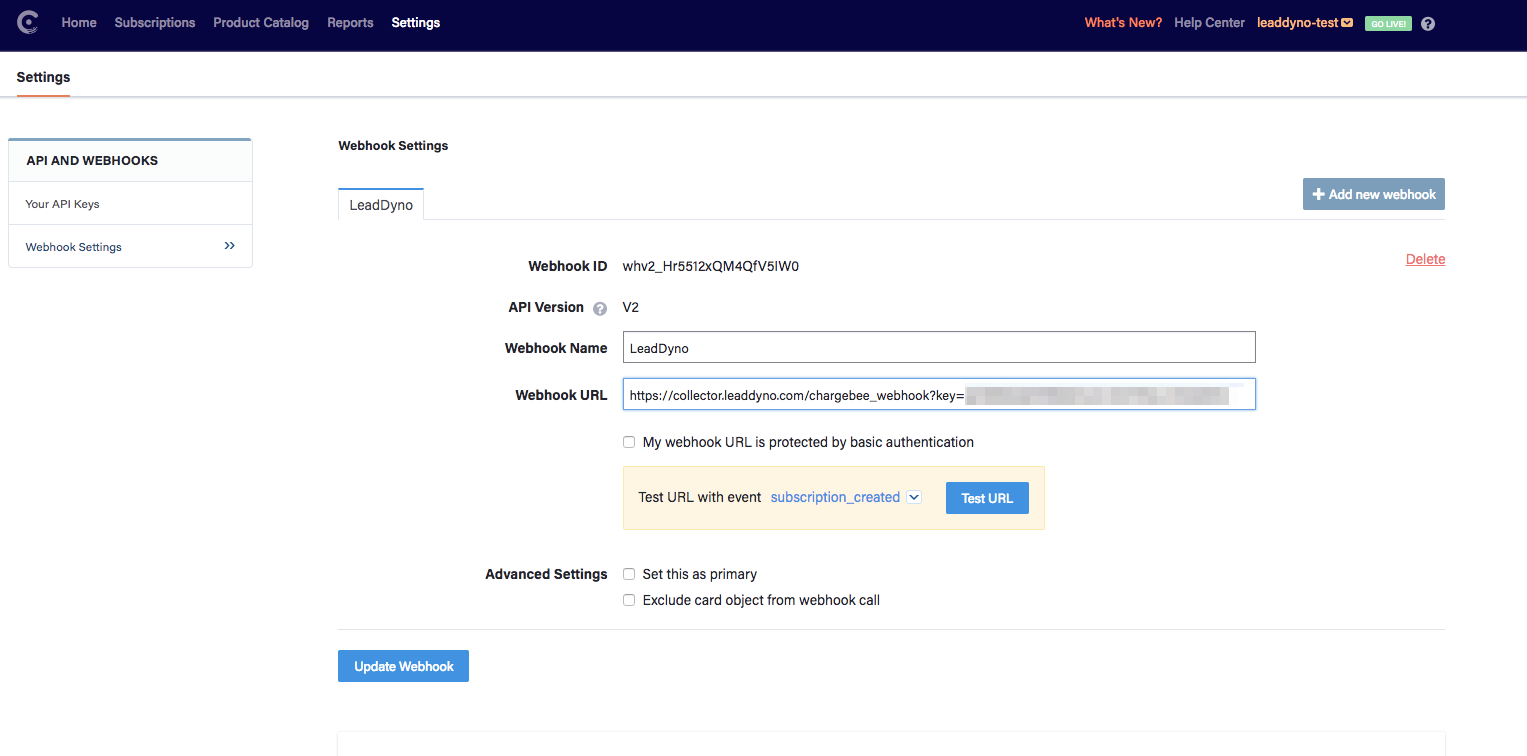 Home Subscriptions Product Catalog Reports Settings What's New? Help Center leaddyno-test GO LIVE! ?
Settings
API AND WEBHOOKS
Your API Keys
Webhook Settings »
Webhook Settings
LeadDyno
+ Add new webhook
Webhook ID whv2_Hr5512xQM4QfV5IW0
Delete
API Version ? V2
Webhook Name LeadDyno
Webhook URL https://collector.leaddyno.com/chargebee_webhook?key=
My webhook URL is protected by basic authentication
Test URL with event subscription_created Test URL
Advanced Settings Set this as primary
Exclude card object from webhook call
Update Webhook